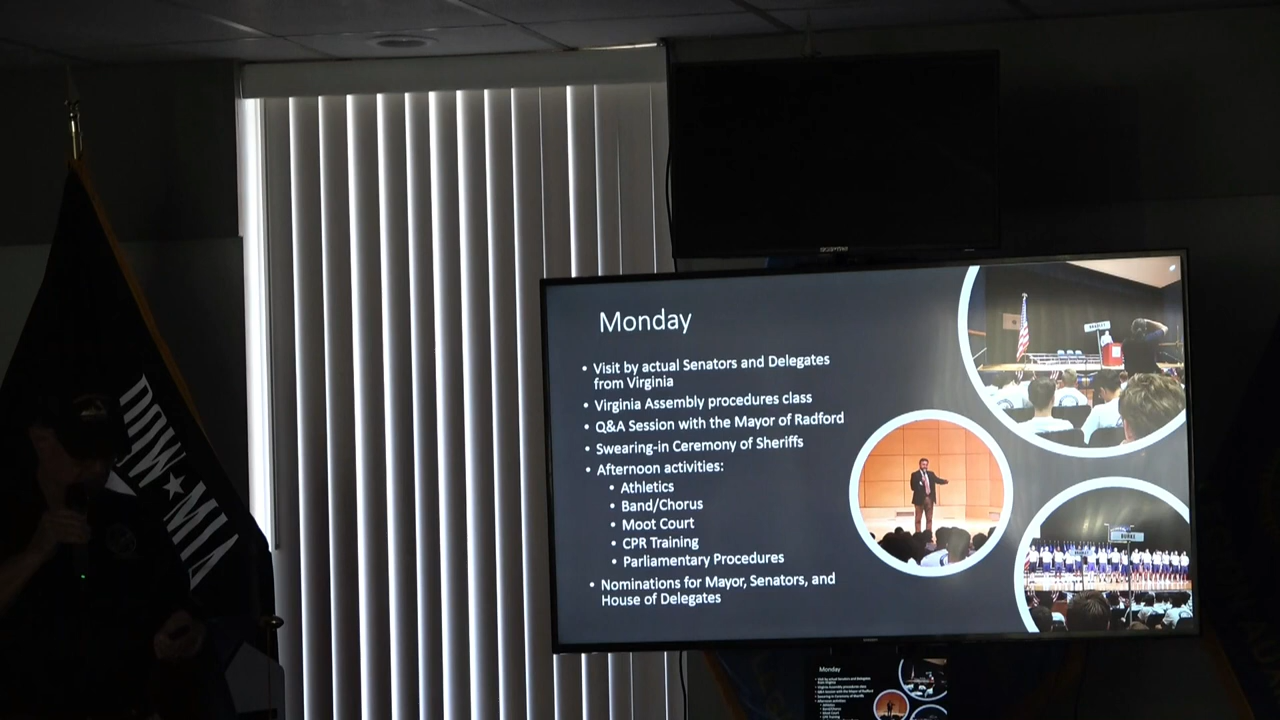 POW★MIA
Monday
• Visit by actual Senators and Delegates
from Virginia
• Virginia Assembly procedures class
• Q&A Session with the Mayor of Radford
• Swearing-in Ceremony of Sheriffs
• Afternoon activities:
• Athletics
• Band/Chorus
• Moot Court
• CPR Training
• Parliamentary Procedures
• Nominations for Mayor, Senators, and
House of Delegates
BURKE
Monday